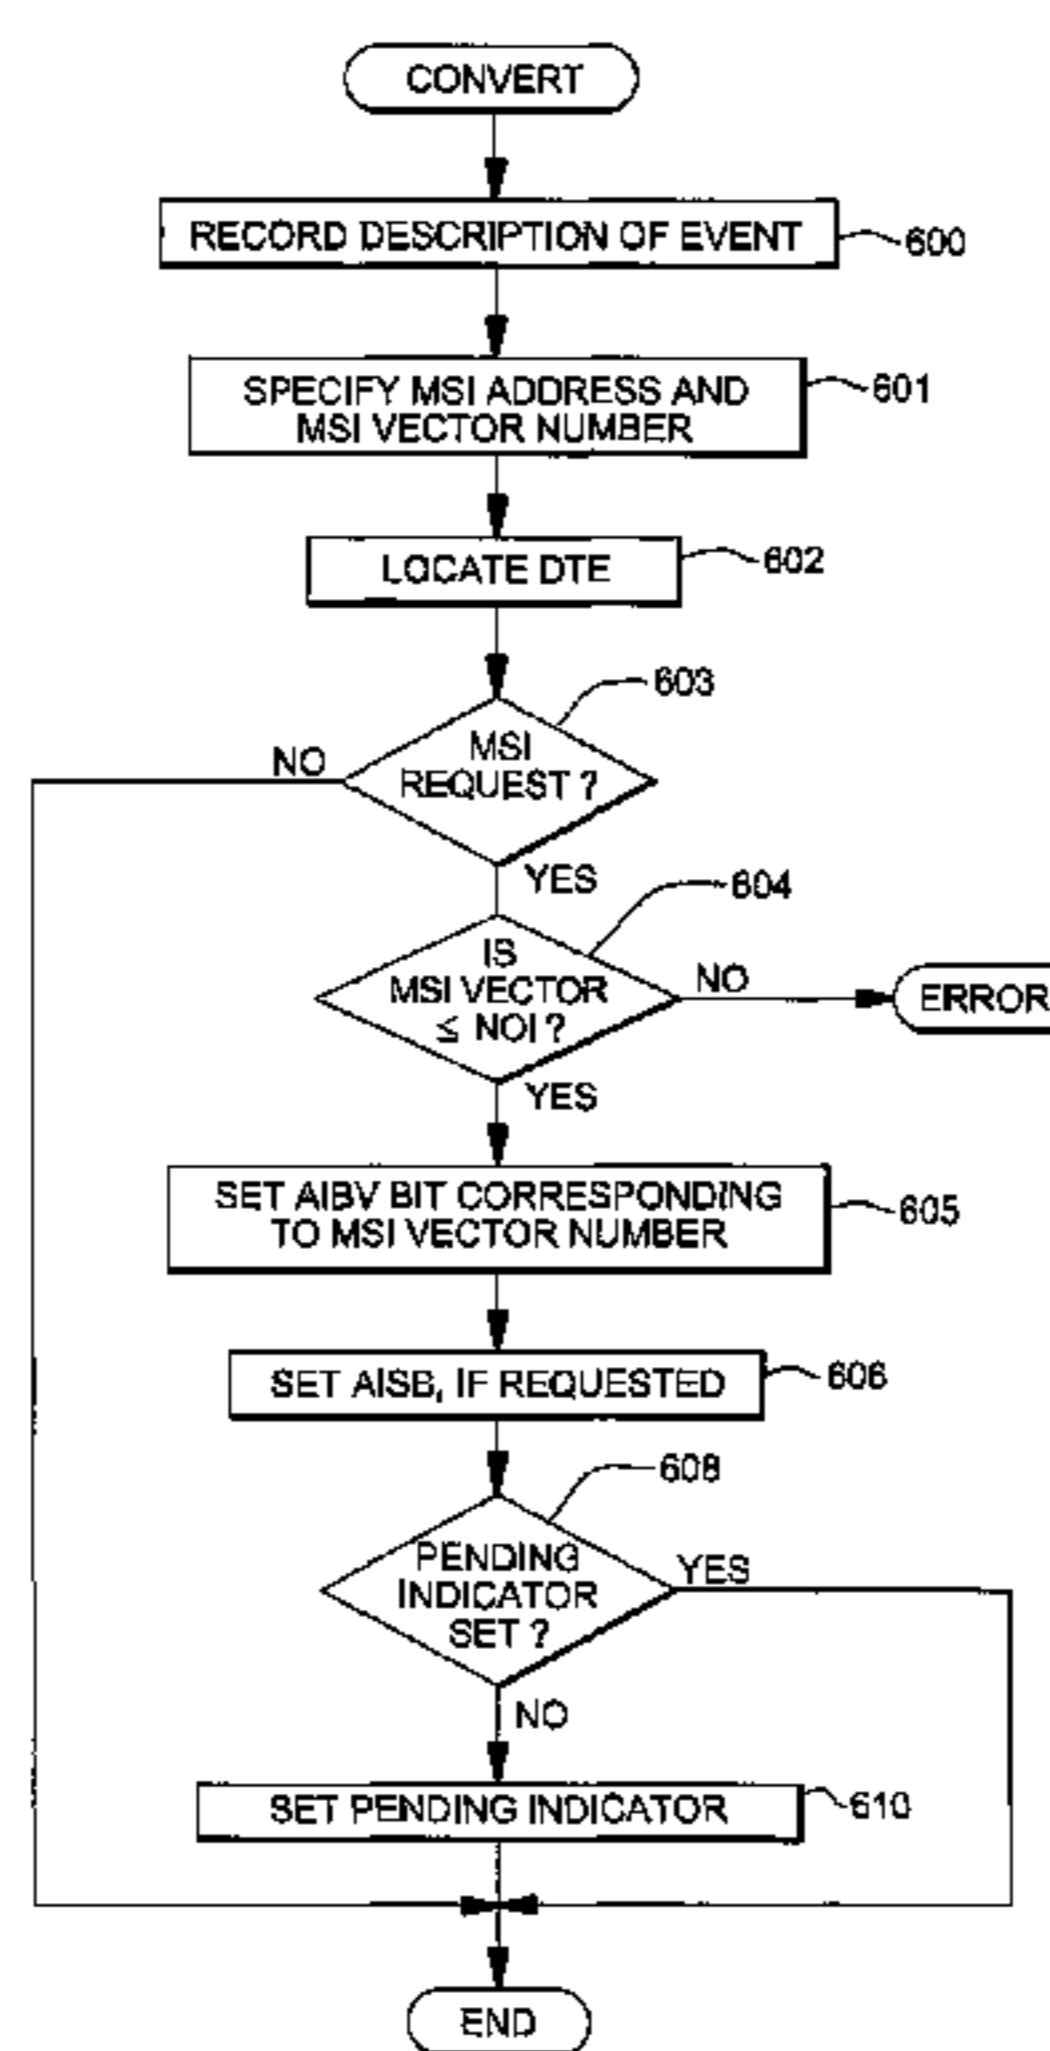 CONVERT
RECORD DESCRIPTION OF EVENT
600
SPECIFY MSI ADDRESS AND
MSI VECTOR NUMBER
601
LOCATE DTE
602
603
MSI
REQUEST ?
NO
YES
604
IS
MSI VECTOR
≤ NOI ?
NO
ERROR
YES
SET AIBV BIT CORRESPONDING
TO MSI VECTOR NUMBER
605
SET AISB, IF REQUESTED
606
608
PENDING
INDICATOR
SET ?
YES
NO
SET PENDING INDICATOR
610
END